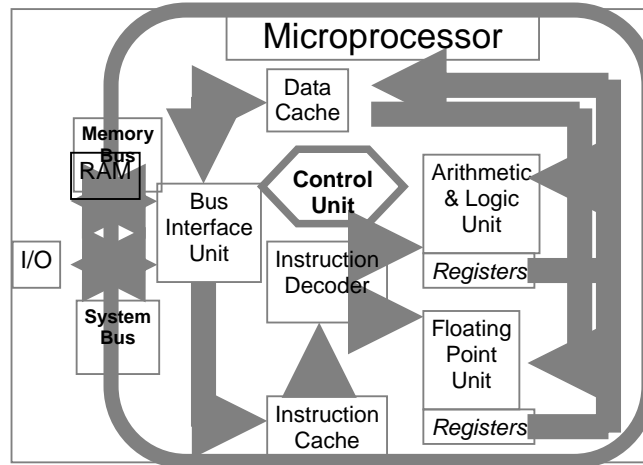 Microprocessor
Data
Cache
Memory
Bus
RAM
Control
Unit
Arithmetic
& Logic
Unit
Bus
Interface
Unit
I/O
Instruction
Decoder
Registers
System
Bus
Floating
Point
Unit
Instruction
Cache
Registers